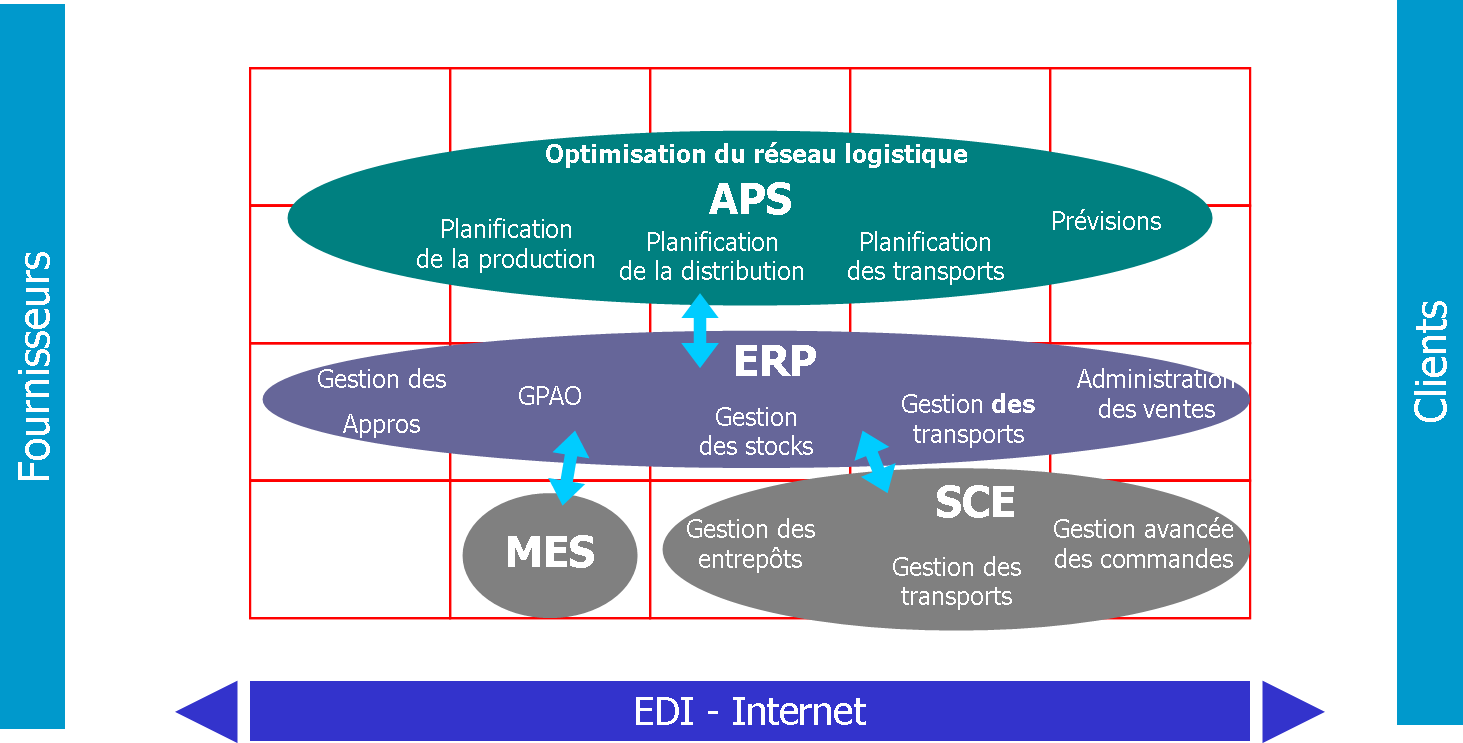 Fournisseurs
Optimisation du réseau logistique
APS
Planification
de la production
Planification
de la distribution
Planification
des transports
Prévisions
ERP
Gestion des
Appros
GPAO
Gestion
des stocks
Gestion des
transports
Administration
des ventes
MES
SCE
Gestion des
entrepôts
Gestion des
transports
Gestion avancée
des commandes
Clients
EDI - Internet